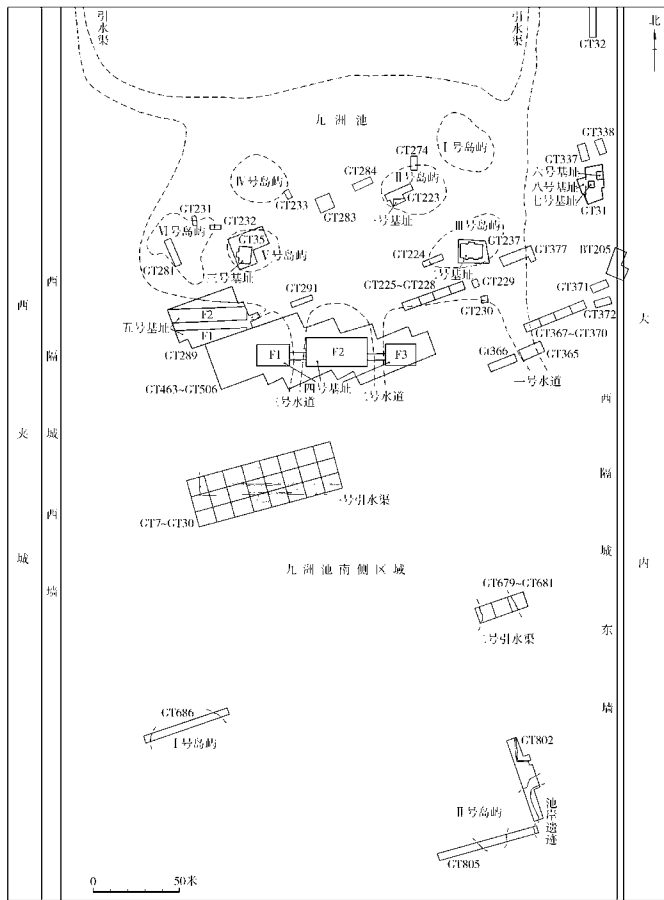 引水渠
引水渠
北
GT32
九洲池
Ⅰ号岛屿
GT274
GT338
GT337
六号基址
八号基址
七号基址
GT31
Ⅳ号岛屿
GT284
Ⅱ号岛屿
GT223
GT233
GT283
一号基址
GT231
GT232
Ⅵ号岛屿
GT35
Ⅴ号岛屿
Ⅲ号岛屿
GT237
GT377
GT224
GT281
三号基址
二号基址
BT205
GT291
GT225~GT228
GT229
GT371
GT230
GT372
西
西
大
F2
五号基址
F1
GT289
GT367~GT370
GT365
Gt366
F1
F2
F3
四号基址
GT463~GT506
三号水道
二号水道
一号水道
隔
西
夹
城
一号引水渠
GT7~GT30
隔
西
九洲池南侧区域
城
墙
城
内
GT679~GT681
二号引水渠
东
墙
GT686
Ⅰ号岛屿
GT802
Ⅱ号岛屿
池岸遗迹
GT805
0
50米